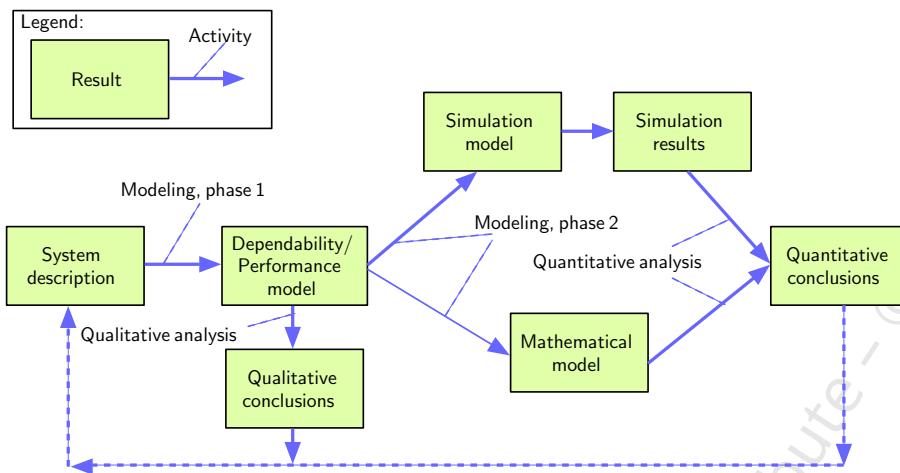 Legend:
Activity
Result
Simulation
model
Simulation
results
Modeling, phase 1
Modeling, phase 2
System
description
Dependability/
Performance
model
Quantitative analysis
Quantitative
conclusions
Qualitative analysis
Mathematical
model
Qualitative
conclusions